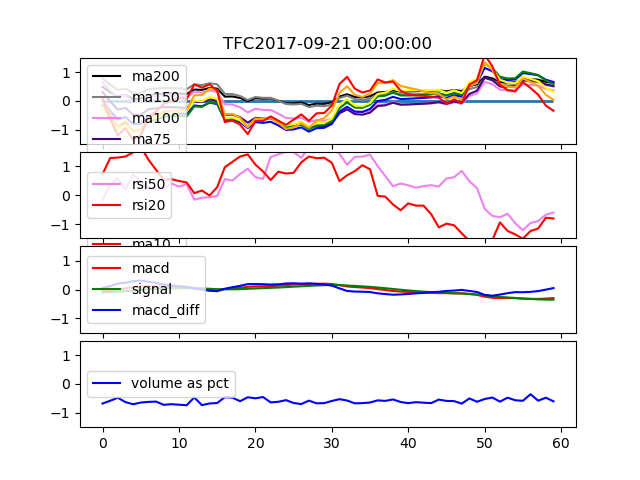 TFC2017-09-21 00:00:00
1
0
−1
ma200
ma150
ma100
ma75
1
0
−1
rsi50
rsi20
ma10
1
0
−1
macd
signal
macd_diff
1
0
−1
volume as pct
0
10
20
30
40
50
60